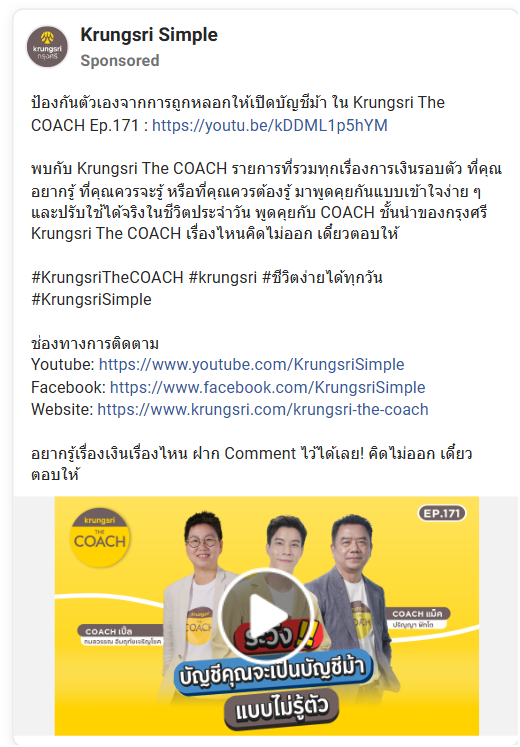 krungsri
กรุงศรี
Krungsri Simple
Sponsored
ป้องกันตัวเองจากการถูกหลอกให้เปิดบัญชีม้า ใน Krungsri The
COACH Ep.171 : https://youtu.be/kDDML1p5hYM
พบกับ Krungsri The COACH รายการที่รวมทุกเรื่องการเงินรอบตัว ที่คุณ
อยากรู้ ที่คุณควรจะรู้ หรือที่คุณควรต้องรู้ มาพูดคุยกันแบบเข้าใจง่าย ๆ
และปรับใช้ได้จริงในชีวิตประจำวัน พูดคุยกับ COACH ชั้นนำของกรุงศรี
Krungsri The COACH เรื่องไหนคิดไม่ออก เดี๋ยวตอบให้
#KrungsriTheCOACH #krungsri #ชีวิตง่ายได้ทุกวัน
#KrungsriSimple
ช่องทางการติดตาม
Youtube: https://www.youtube.com/KrungsriSimple
Facebook: https://www.facebook.com/KrungsriSimple
Website: https://www.krungsri.com/krungsri-the-coach
อยากรู้เรื่องเงินเรื่องไหน ฝาก Comment ไว้ได้เลย! คิดไม่ออก เดี๋ยว
ตอบให้
krungsri
THE
COACH
EP.171
COACH เปิ้ล
COACH แม็ค
ปริญญา พักโต
ระวัง!!
บัญชีคุณจะเป็นบัญชีม้า
แบบไม่รู้ตัว